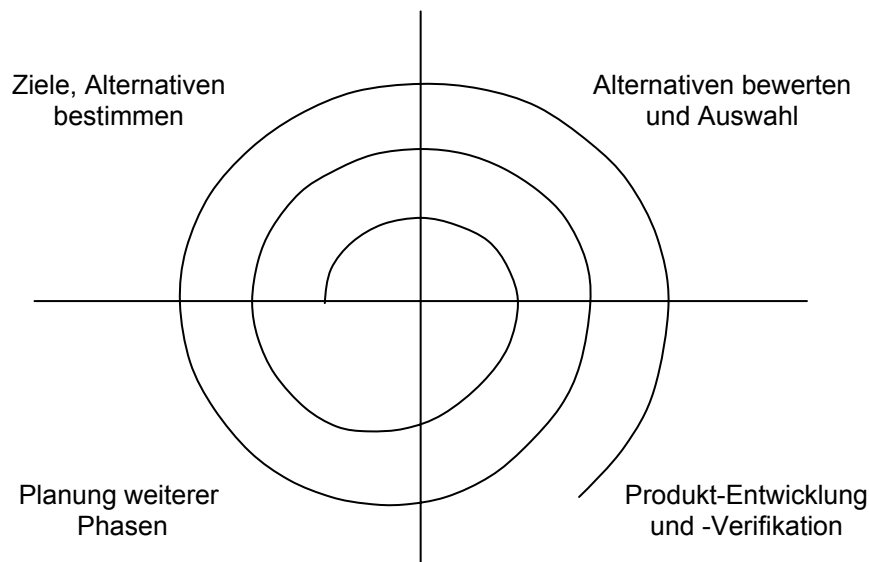 Ziele, Alternativen
bestimmen
Alternativen bewerten
und Auswahl
Planung weiterer
Phasen
Produkt-Entwicklung
und -Verifikation